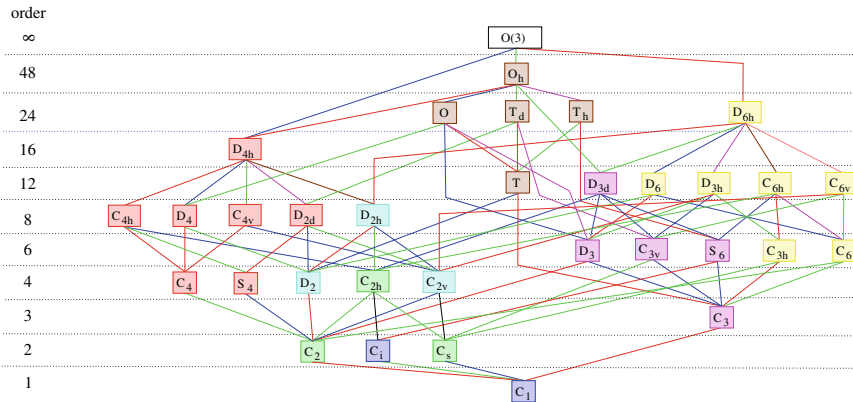 order
∞ O(3)
48 Oh
24 O Td Th D6h
16 D4h
12 T D3d D6 D3h C6h C6v
8 C4h D4 C4v D2d D2h
6 D3 C3v S6 C3h C6
4 C4 S4 D2 C2h C2v
3 C3
2 C2 Ci Cs
1 C1